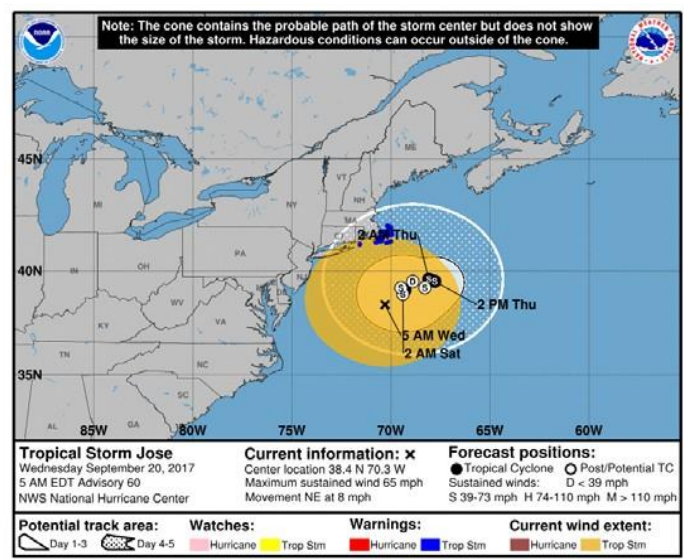 Note: The cone contains the probable path of the storm center but does not show
the size of the storm. Hazardous conditions can occur outside of the cone.
NOAA
ME
45N
VT
NH
MI
NY
MA
2 AM Thu
PA
40N
IN
OH
NJ
D
S
S
S
S
2 PM Thu
WV
5 AM Wed
KY
VA
2 AM Sat
TN
NC
35N
SC
AL
GA
85W
80W
75W
70W
65W
60W
Tropical Storm Jose
Wednesday September 20, 2017
5 AM EDT Advisory 60
NWS National Hurricane Center
Current information: ×
Center location 38.4 N 70.3 W
Maximum sustained wind 65 mph
Movement NE at 8 mph
Forecast positions:
● Tropical Cyclone ○ Post/Potential TC
Sustained winds: D < 39 mph
S 39-73 mph H 74-110 mph M > 110 mph
Potential track area:
Day 1-3 Day 4-5
Watches:
Hurricane Trop Stm
Warnings:
Hurricane Trop Stm
Current wind extent:
Hurricane Trop Stm